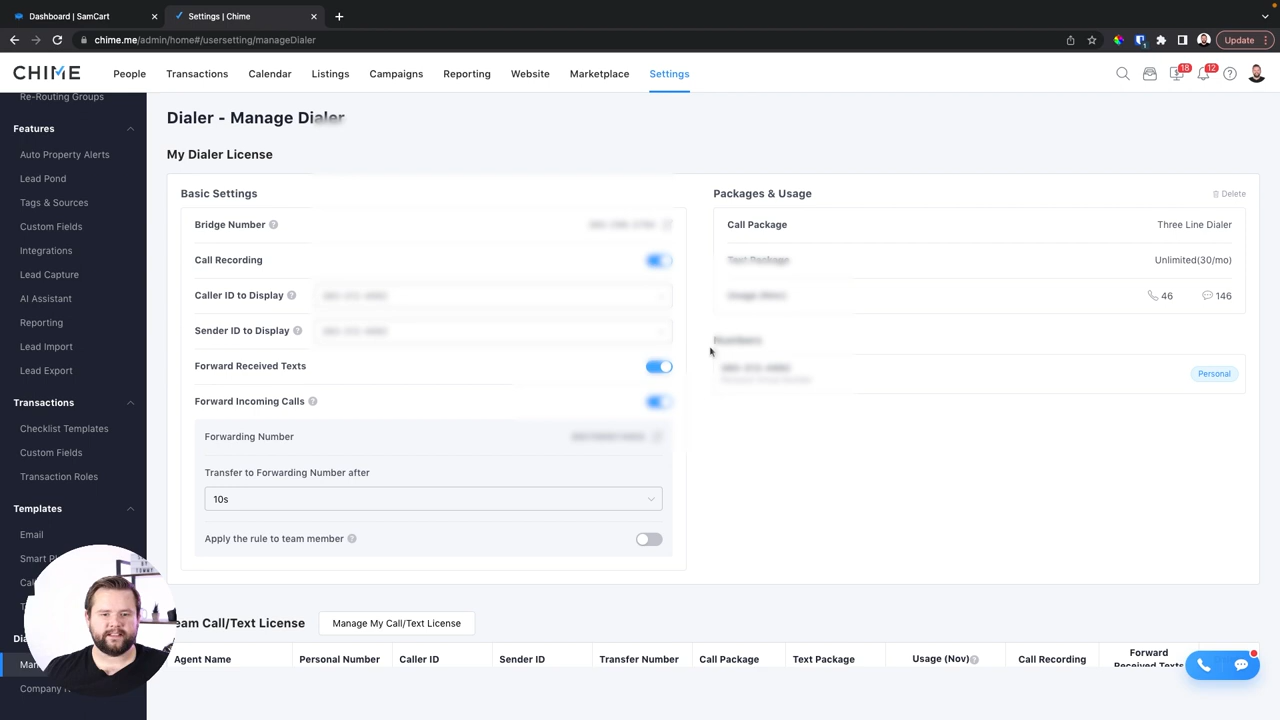 Dashboard | SamCart
Settings | Chime
chime.me/admin/home#/usersetting/manageDialer
Update
CHIME
People
Transactions
Calendar
Listings
Campaigns
Reporting
Website
Marketplace
Settings
18
12
Re-Routing Groups
Features
Auto Property Alerts
Lead Pond
Tags & Sources
Custom Fields
Integrations
Lead Capture
AI Assistant
Reporting
Lead Import
Lead Export
Transactions
Checklist Templates
Custom Fields
Transaction Roles
Templates
Email
Dialer - Manage Dialer
My Dialer License
Basic Settings
Bridge Number
Call Recording
Caller ID to Display
Sender ID to Display
Forward Received Texts
Forward Incoming Calls
Forwarding Number
Transfer to Forwarding Number after
10s
Apply the rule to team member
Packages & Usage
Delete
Call Package
Three Line Dialer
Text Package
Unlimited(30/mo)
Usage (Nov)
46
146
Numbers
Personal
Call/Text License
Manage My Call/Text License
Agent Name
Personal Number
Caller ID
Sender ID
Transfer Number
Call Package
Text Package
Usage (Nov)
Call Recording
Forward
Received Texts